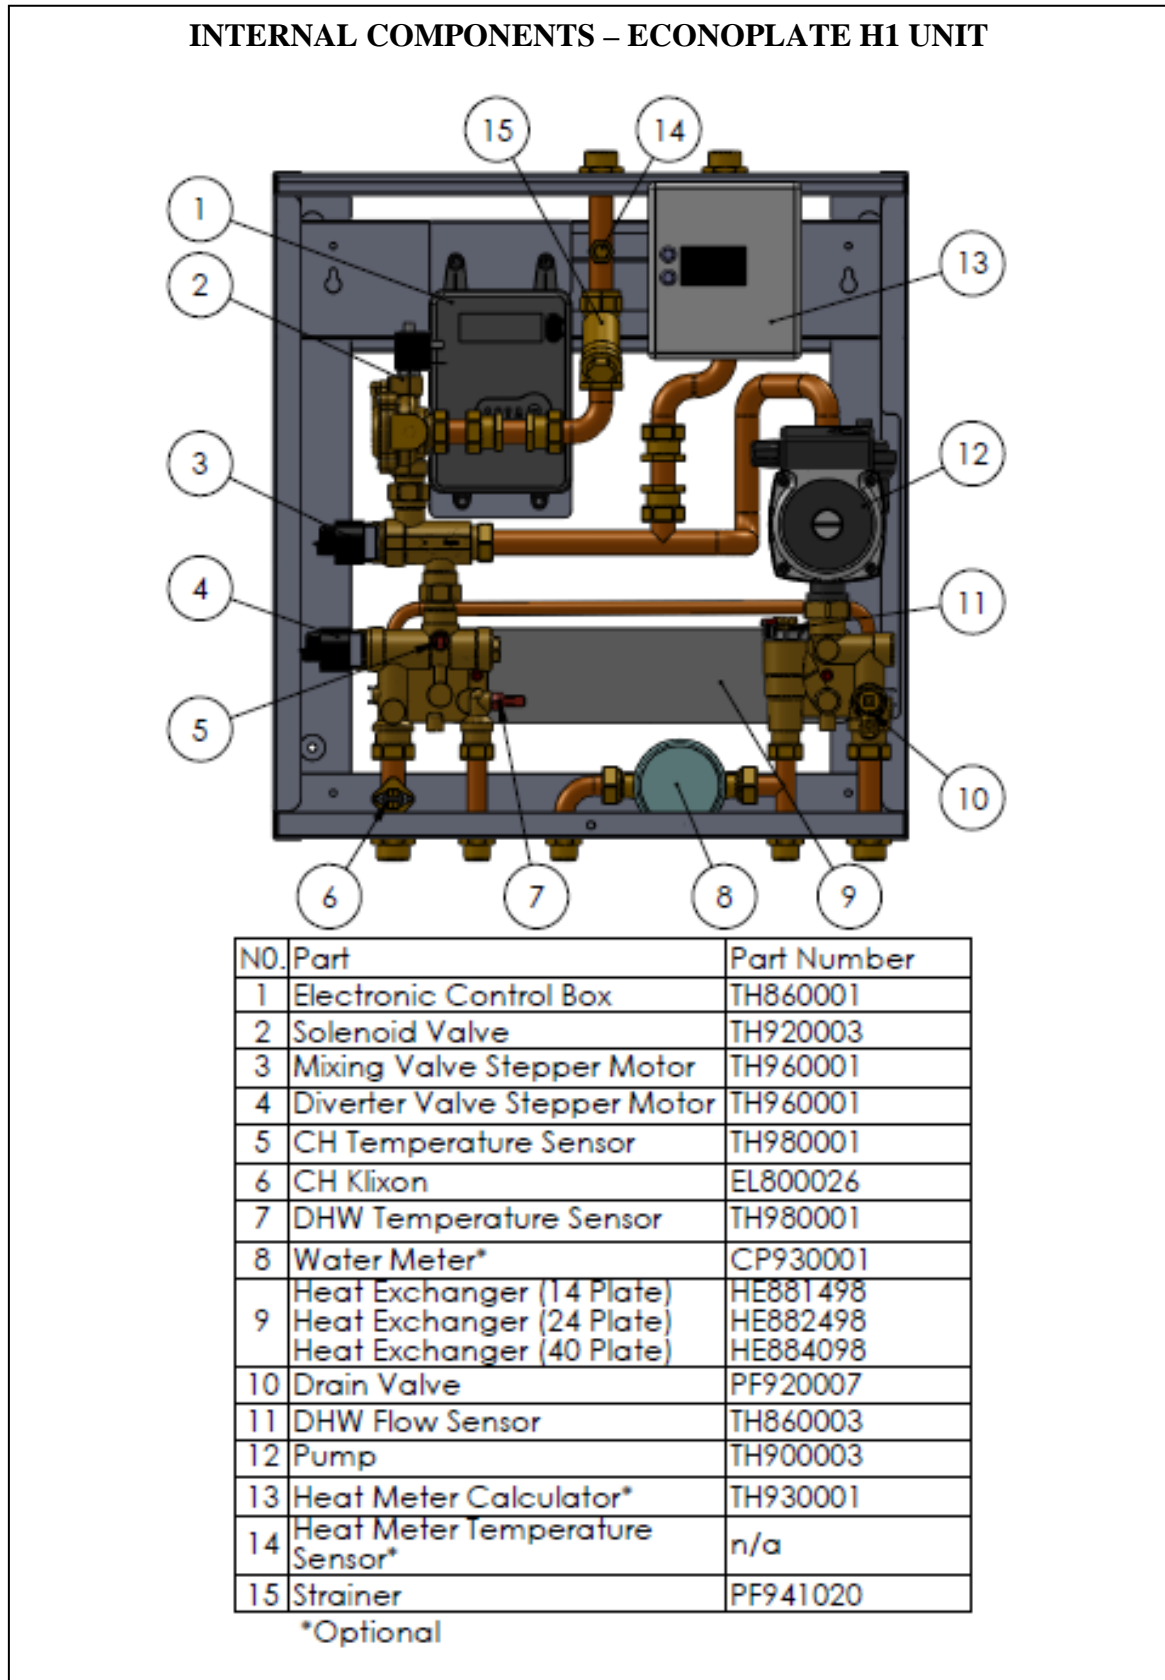 INTERNAL COMPONENTS – ECONOPLATE H1 UNIT
15
14
1
2
13
3
12
4
11
5
10
6
7
8
9
N0. Part Part Number
1 Electronic Control Box TH860001
2 Solenoid Valve TH920003
3 Mixing Valve Stepper Motor TH960001
4 Diverter Valve Stepper Motor TH960001
5 CH Temperature Sensor TH980001
6 CH Klixon EL800026
7 DHW Temperature Sensor TH980001
8 Water Meter* CP930001
Heat Exchanger (14 Plate) HE881498
9 Heat Exchanger (24 Plate) HE882498
Heat Exchanger (40 Plate) HE884098
10 Drain Valve PF920007
11 DHW Flow Sensor TH860003
12 Pump TH900003
13 Heat Meter Calculator* TH930001
14 Heat Meter Temperature
Sensor* n/a
15 Strainer PF941020
*Optional